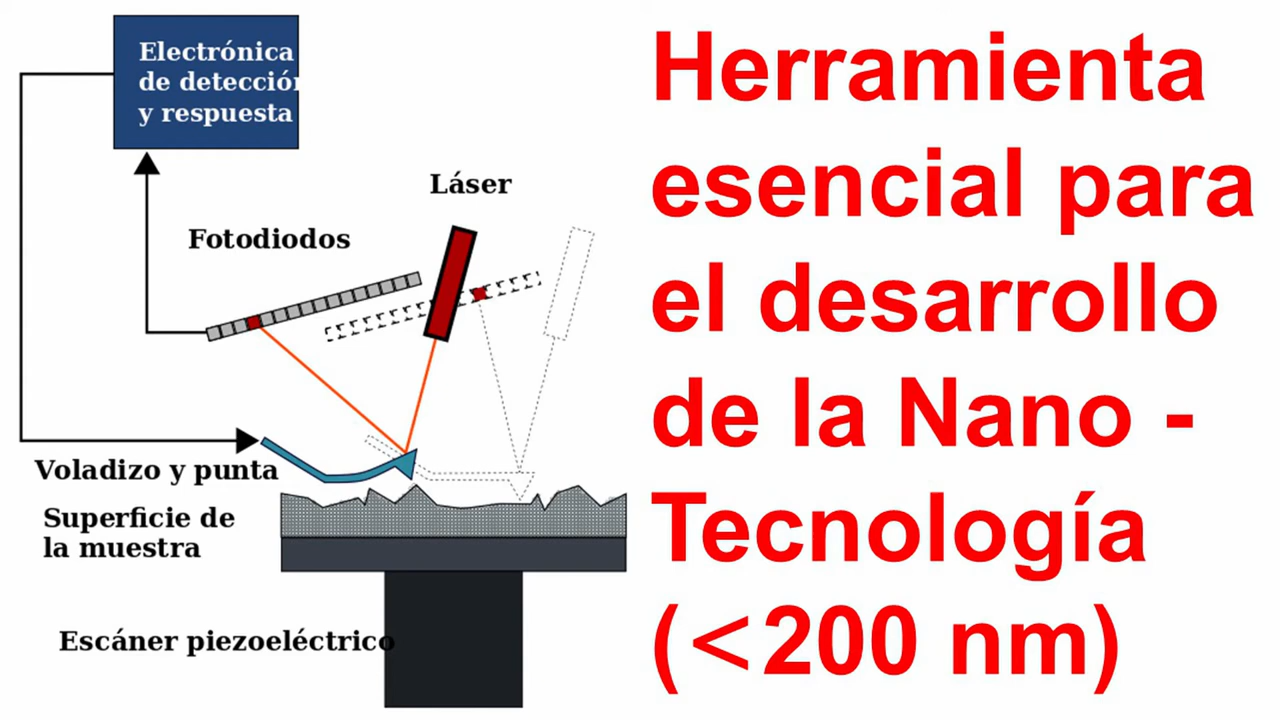 Electrónica
de detección
y respuesta
Láser
Fotodiodos
Voladizo y punta
Superficie de
la muestra
Escáner piezoeléctrico
Herramienta
esencial para
el desarrollo
de la Nano -
Tecnología
(<200 nm)